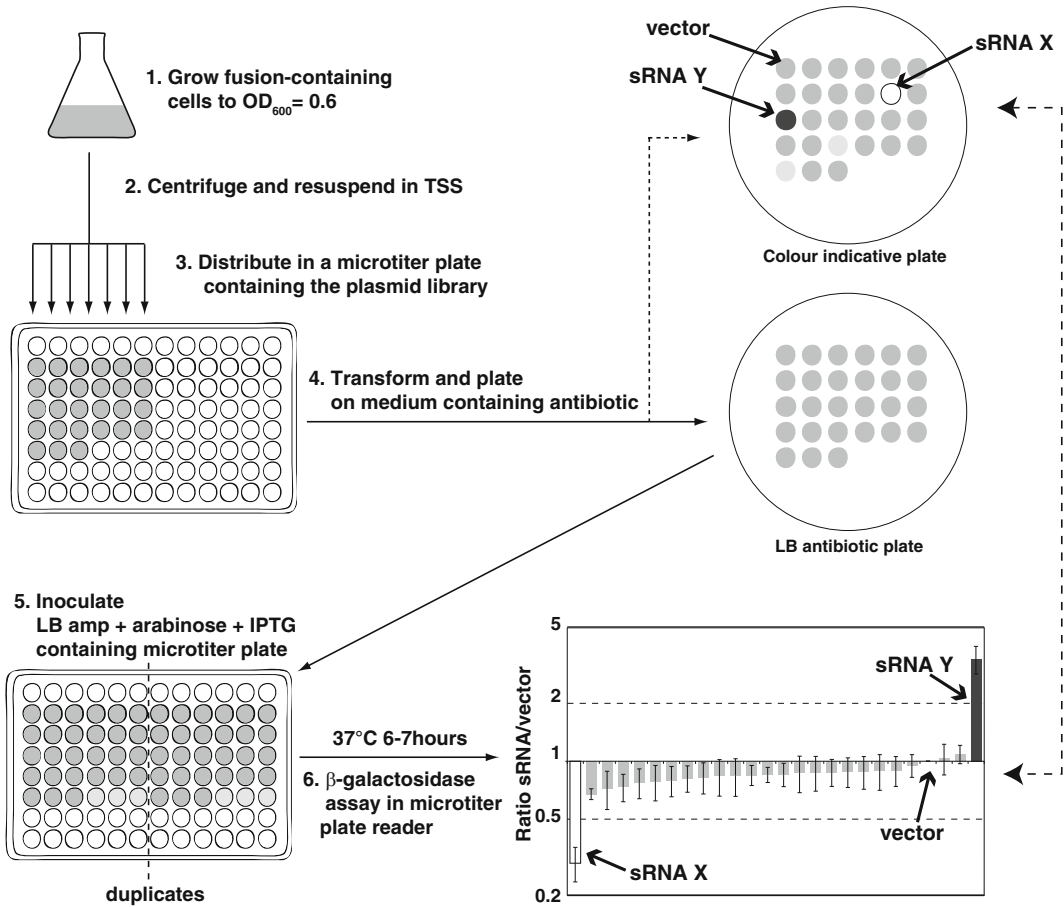 1. Grow fusion-containing
cells to OD600= 0.6
2. Centrifuge and resuspend in TSS
3. Distribute in a microtiter plate
containing the plasmid library
4. Transform and plate
on medium containing antibiotic
vector
sRNA X
sRNA Y
Colour indicative plate
LB antibiotic plate
5. Inoculate
LB amp + arabinose + IPTG
containing microtiter plate
duplicates
37°C 6-7hours
6. β-galactosidase
assay in microtiter
plate reader
Ratio sRNA/vector
5
2
1
0.5
0.2
sRNA Y
vector
sRNA X